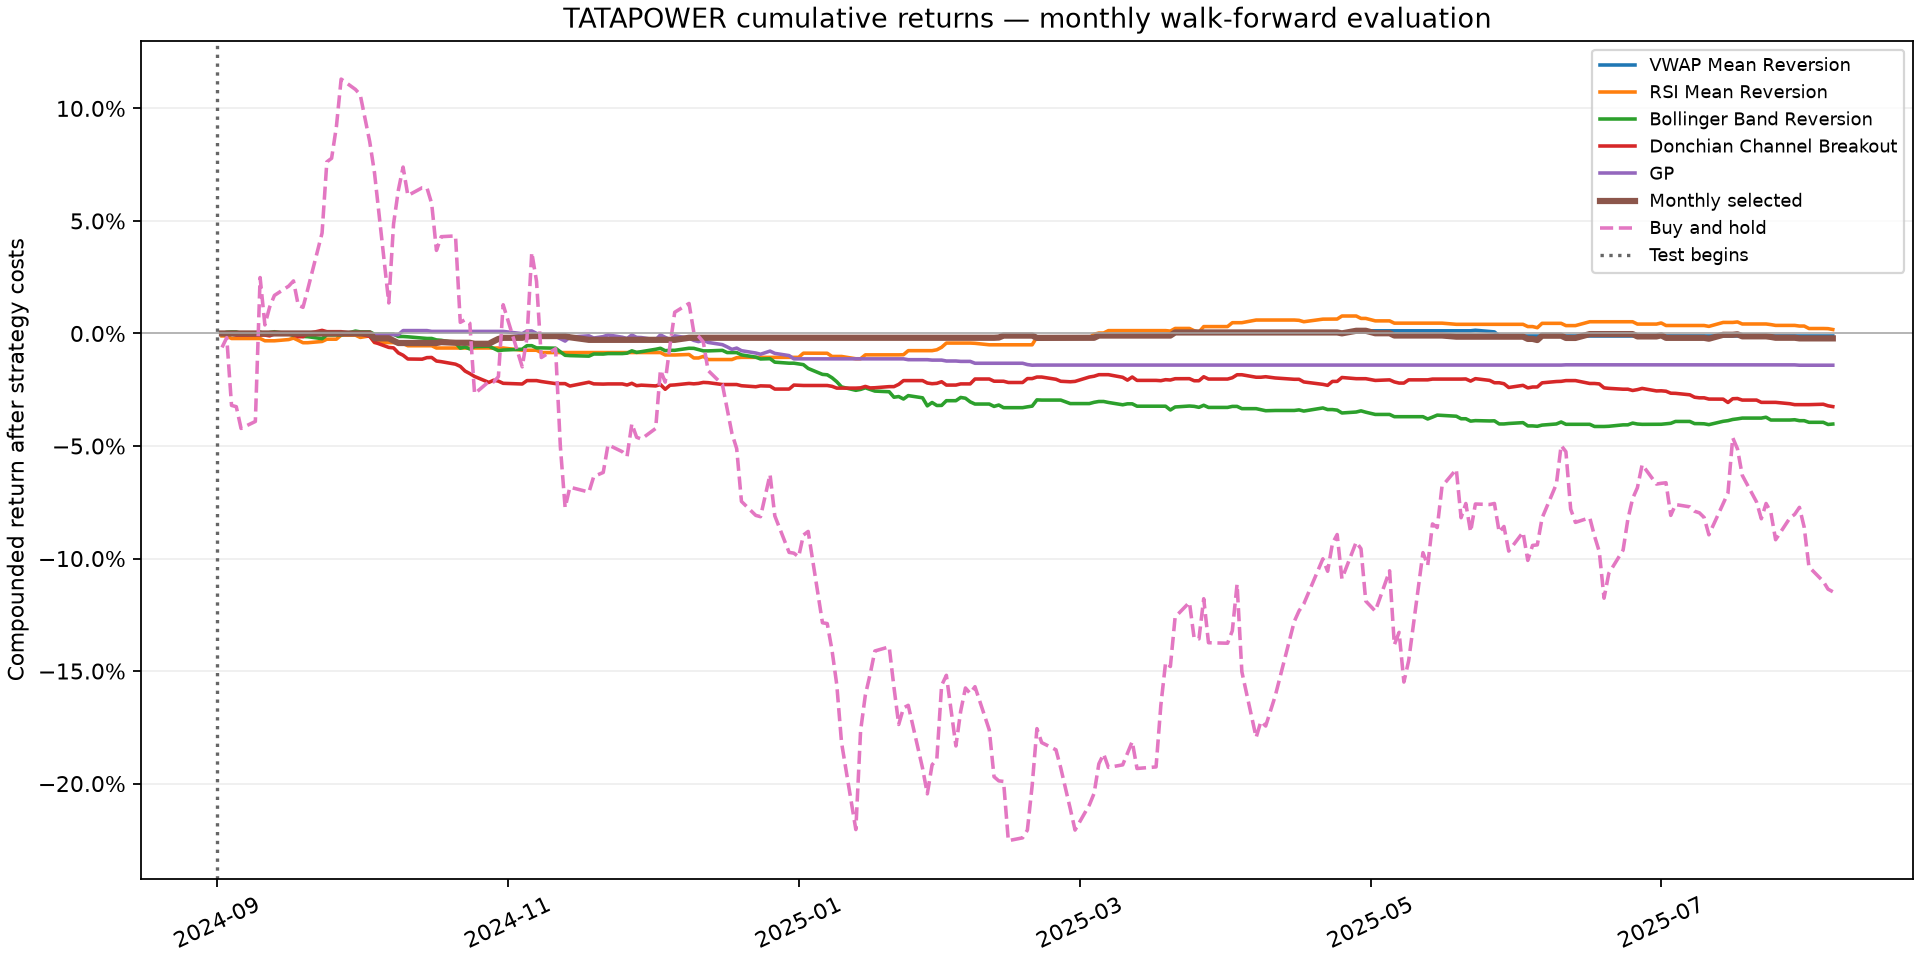 TATAPOWER cumulative returns — monthly walk-forward evaluation
Compounded return after strategy costs
10.0%
5.0%
0.0%
−5.0%
−10.0%
−15.0%
−20.0%
2024-09
2024-11
2025-01
2025-03
2025-05
2025-07
VWAP Mean Reversion
RSI Mean Reversion
Bollinger Band Reversion
Donchian Channel Breakout
GP
Monthly selected
Buy and hold
Test begins